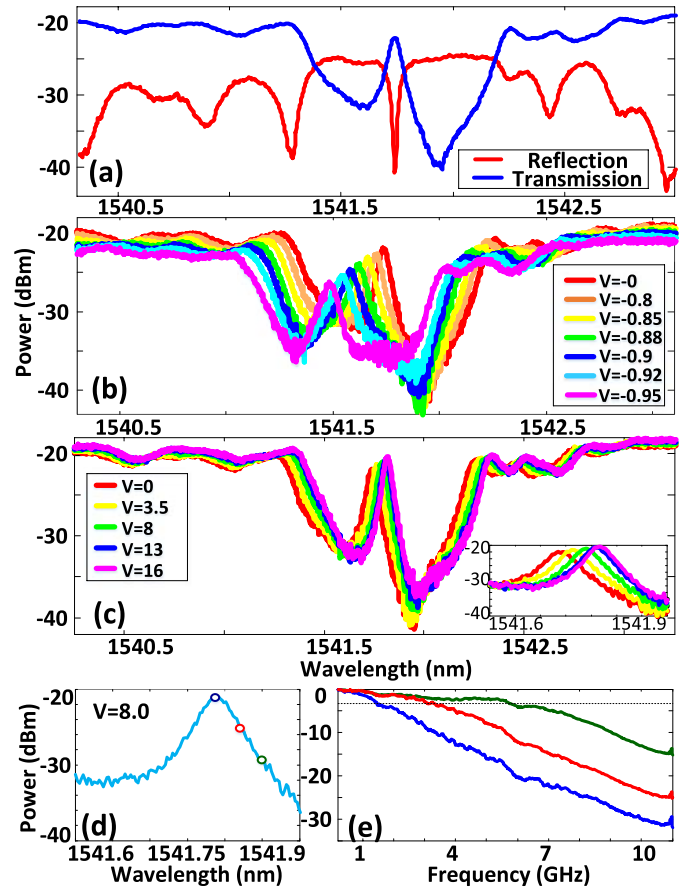 -20
-30
-40
(a)
Reflection
Transmission
1540.5
1541.5
1542.5
Power (dBm)
-20
-30
-40
(b)
V=-0
V=-0.8
V=-0.85
V=-0.88
V=-0.9
V=-0.92
V=-0.95
1540.5
1541.5
1542.5
-20
-30
-40
(c)
V=0
V=3.5
V=8
V=13
V=16
-20
-30
-40
1541.6
1541.9
1540.5
1541.5
1542.5
Wavelength (nm)
Power (dBm)
-20
-30
-40
V=8.0
(d)
1541.6
1541.75
1541.9
Wavelength (nm)
0
-10
-20
-30
(e)
1
4
7
10
Frequency (GHz)